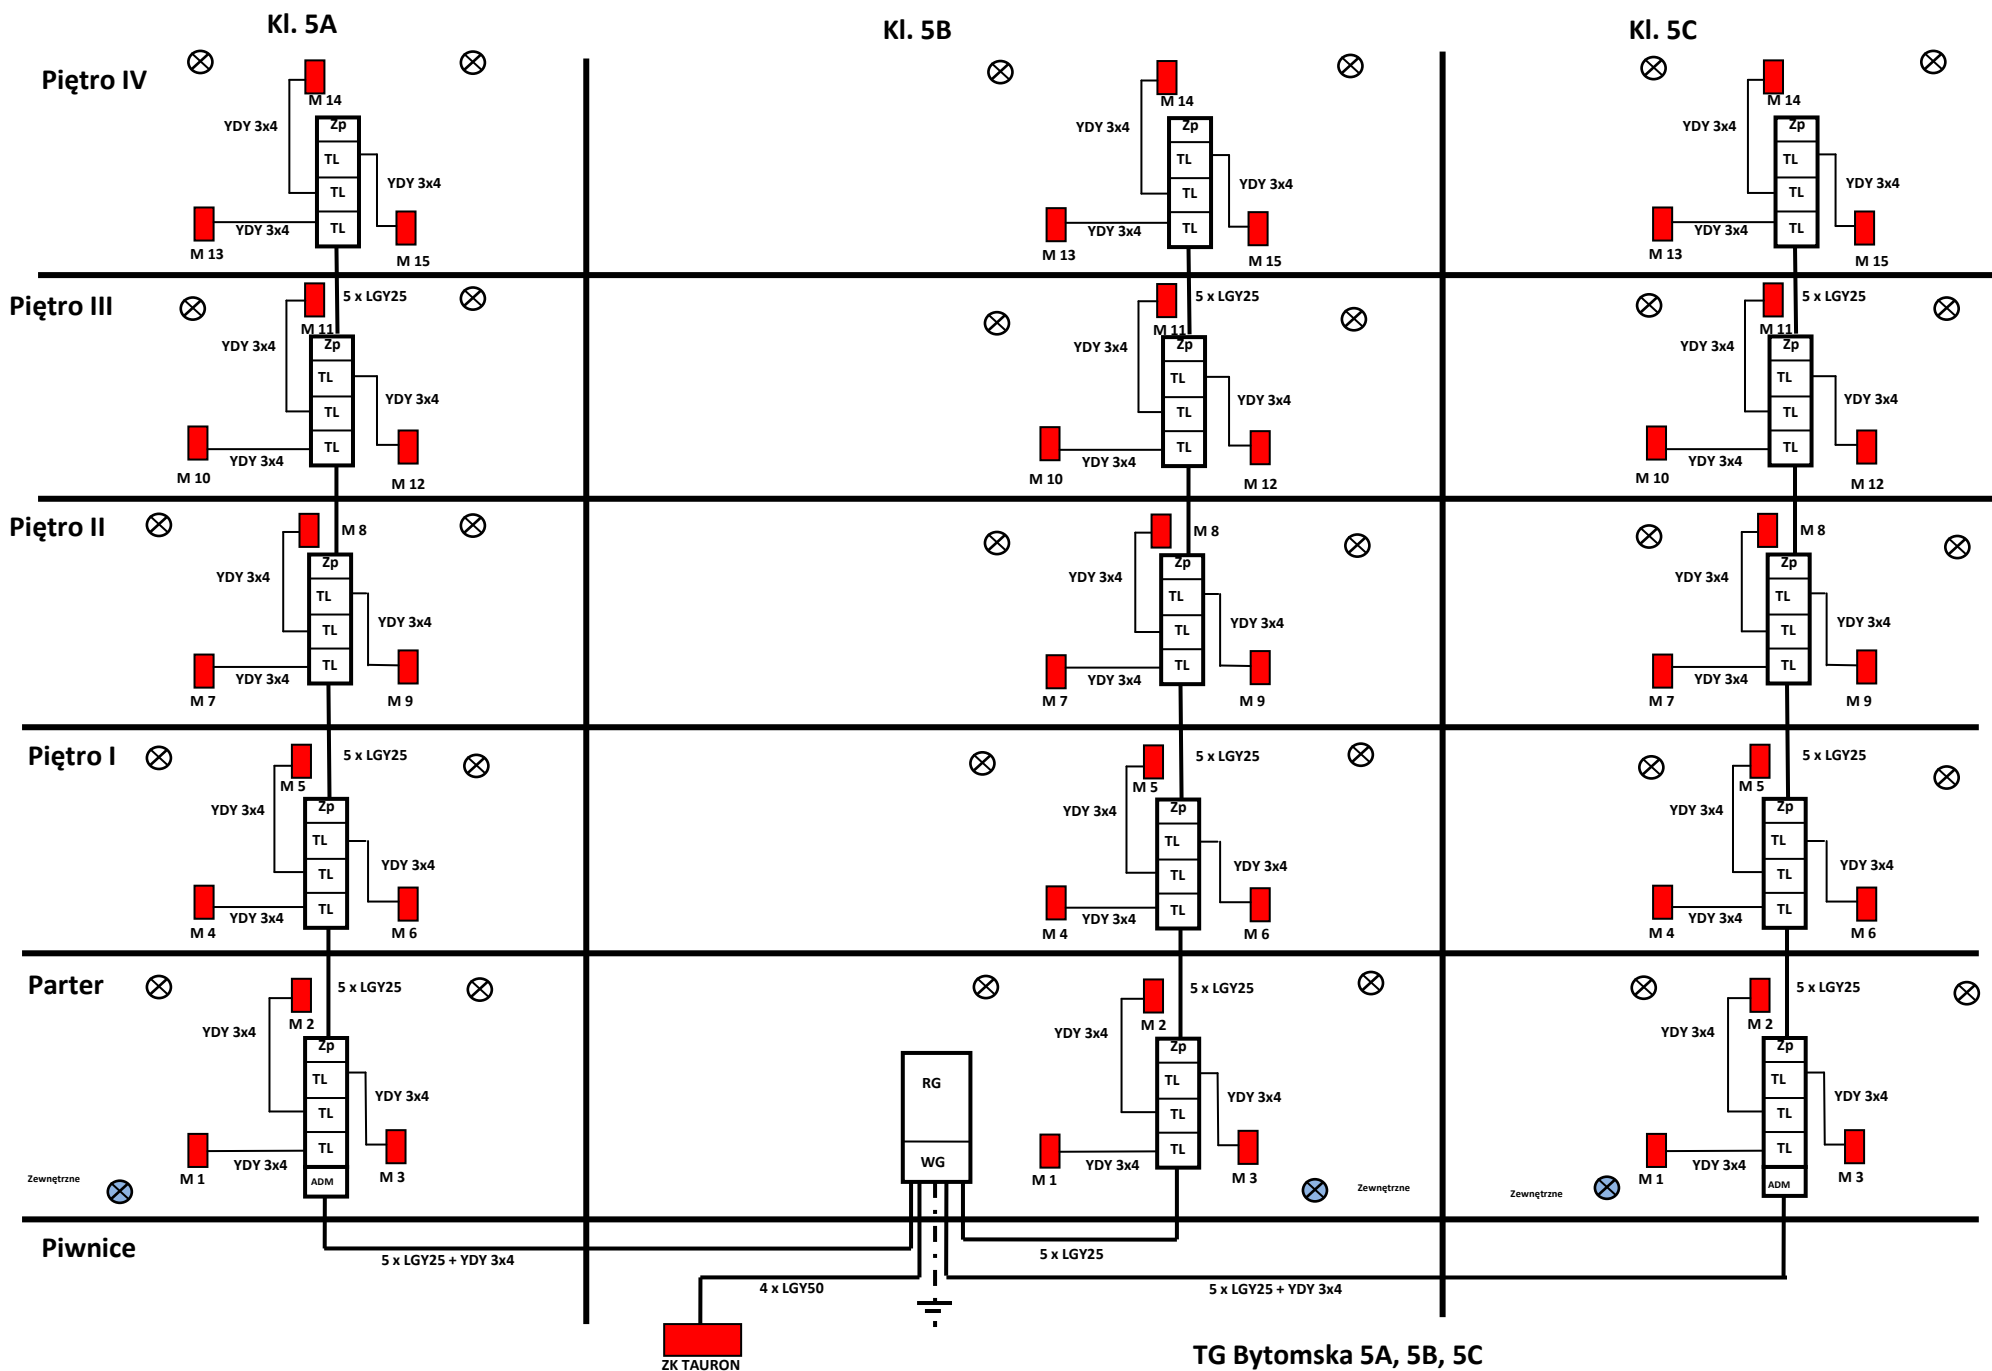 Kl. 5A
Kl. 5B
Kl. 5C
Piętro IV
M 14
YDY 3x4
Zp
TL
TL
TL
YDY 3x4
YDY 3x4
M 13
M 15
M 14
YDY 3x4
Zp
TL
TL
TL
YDY 3x4
YDY 3x4
M 13
M 15
M 14
YDY 3x4
Zp
TL
TL
TL
YDY 3x4
YDY 3x4
M 13
M 15
Piętro III
5 x LGY25
M 11
YDY 3x4
Zp
TL
TL
TL
YDY 3x4
YDY 3x4
M 10
M 12
5 x LGY25
M 11
YDY 3x4
Zp
TL
TL
TL
YDY 3x4
YDY 3x4
M 10
M 12
5 x LGY25
M 11
YDY 3x4
Zp
TL
TL
TL
YDY 3x4
YDY 3x4
M 10
M 12
Piętro II
M 8
YDY 3x4
Zp
TL
TL
TL
YDY 3x4
YDY 3x4
M 7
M 9
M 8
YDY 3x4
Zp
TL
TL
TL
YDY 3x4
YDY 3x4
M 7
M 9
M 8
YDY 3x4
Zp
TL
TL
TL
YDY 3x4
YDY 3x4
M 7
M 9
Piętro I
5 x LGY25
M 5
YDY 3x4
Zp
TL
TL
TL
YDY 3x4
YDY 3x4
M 4
M 6
5 x LGY25
M 5
YDY 3x4
Zp
TL
TL
TL
YDY 3x4
YDY 3x4
M 4
M 6
5 x LGY25
M 5
YDY 3x4
Zp
TL
TL
TL
YDY 3x4
YDY 3x4
M 4
M 6
Parter
5 x LGY25
M 2
YDY 3x4
Zp
TL
TL
TL
ADM
YDY 3x4
YDY 3x4
M 1
M 3
Zewnętrzne
RG
WG
5 x LGY25
M 2
YDY 3x4
Zp
TL
TL
TL
YDY 3x4
YDY 3x4
M 1
M 3
Zewnętrzne
5 x LGY25
M 2
YDY 3x4
Zp
TL
TL
TL
ADM
YDY 3x4
YDY 3x4
M 1
M 3
Zewnętrzne
Piwnice
5 x LGY25 + YDY 3x4
5 x LGY25
4 x LGY50
5 x LGY25 + YDY 3x4
ZK TAURON
TG Bytomska 5A, 5B, 5C